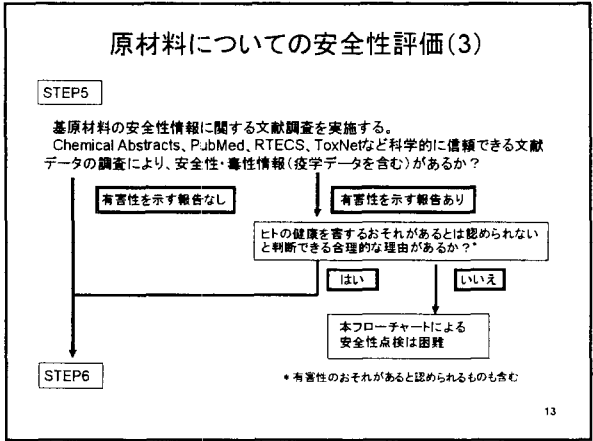 原材料についての安全性評価(3)
STEP5
基原材料の安全性情報に関する文献調査を実施する。
Chemical Abstracts、PubMed、RTECS、ToxNetなど科学的に信頼できる文献
データの調査により、安全性・毒性情報(疫学データを含む)があるか?
有害性を示す報告なし
有害性を示す報告あり
ヒトの健康を害するおそれがあるとは認められない
と判断できる合理的な理由があるか?*
はい
いいえ
本フローチャートによる
安全性点検は困難
STEP6
* 有害性のおそれがあると認められるものも含む
13